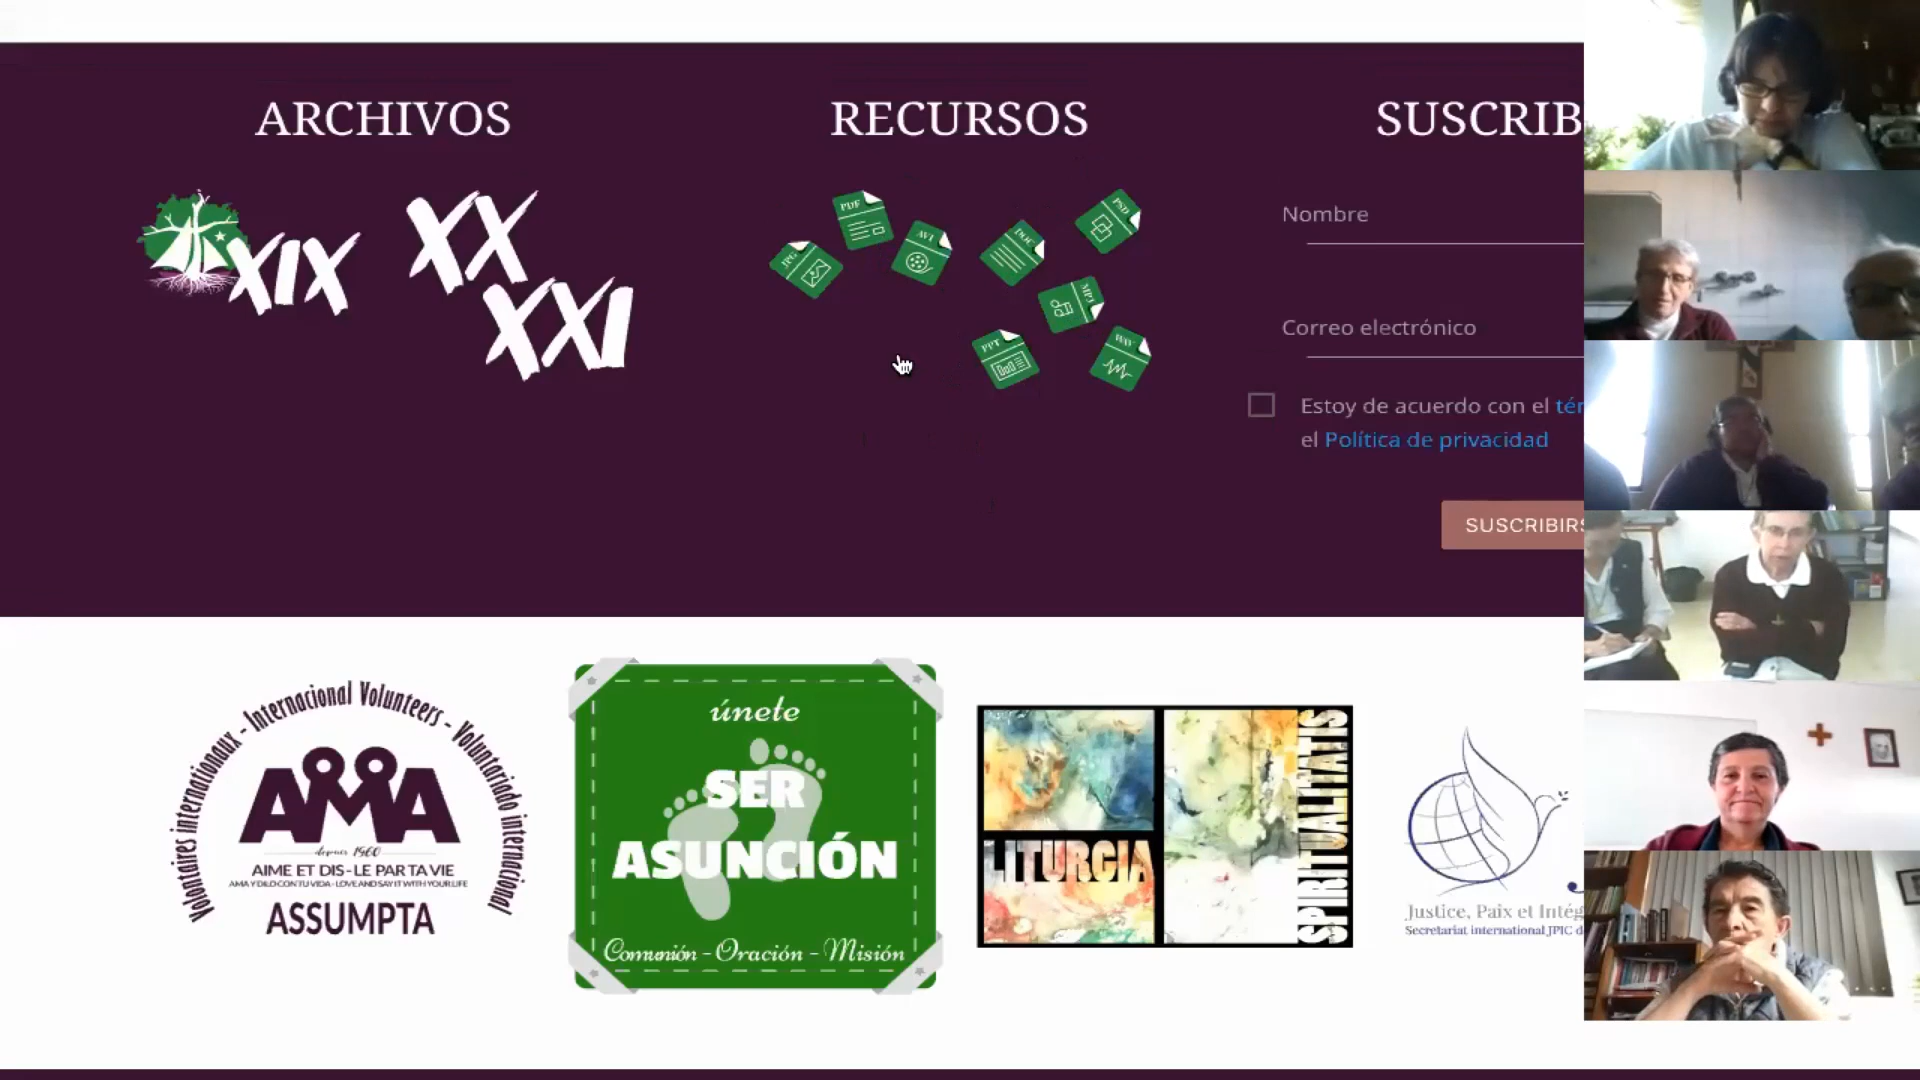 ARCHIVOS
RECURSOS
SUSCRIB
XIX
XX
XXI
JPG
PDF
AVI
DOC
PSD
MP3
PPT
WAV
Nombre
Correo electrónico
Estoy de acuerdo con el tér
el Política de privacidad
SUSCRIBIRS
Volontaires internationaux - Internacional Volunteers - Voluntariado internacional
AMA
depuis 1960
AIME ET DIS-LE PAR TA VIE
AMA Y DILO CON TU VIDA - LOVE AND SAY IT WITH YOUR LIFE
ASSUMPTA
únete
SER
ASUNCIÓN
Comunión - Oración - Misión
LITURGIA
SPIRITUALITATIS
Justice, Paix et Intég
Secretariat international JPIC d